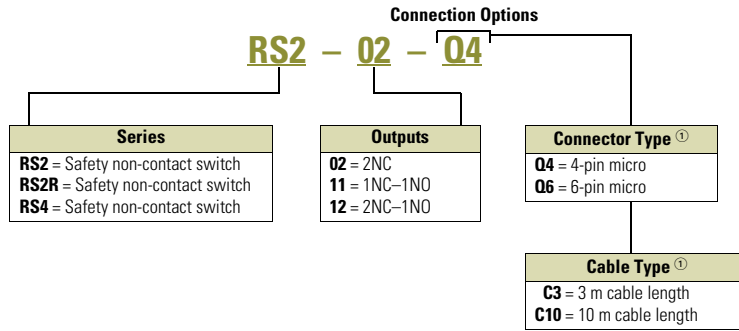 Connection Options
RS2 – 02 – Q4
Series
RS2 = Safety non-contact switch
RS2R = Safety non-contact switch
RS4 = Safety non-contact switch
Outputs
02 = 2NC
11 = 1NC–1NO
12 = 2NC–1NO
Connector Type ①
Q4 = 4-pin micro
Q6 = 6-pin micro
Cable Type ①
C3 = 3 m cable length
C10 = 10 m cable length